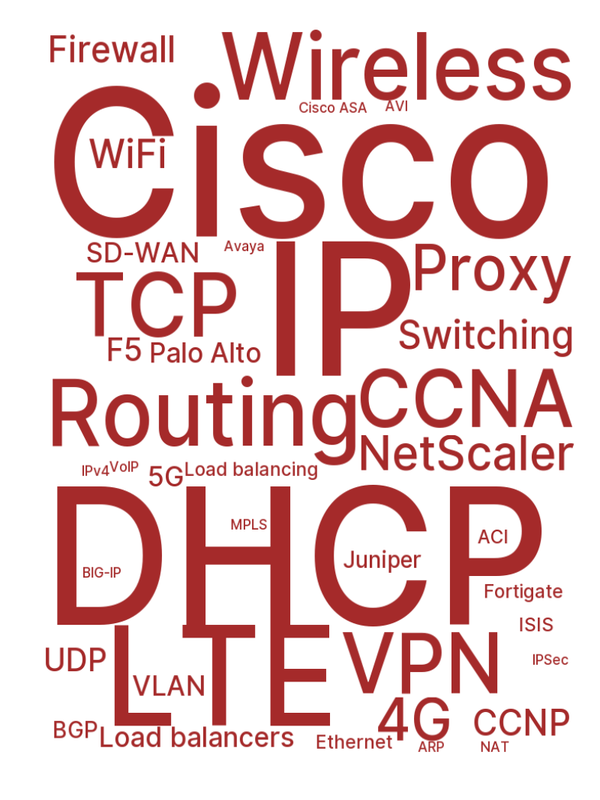 Firewall
Wireless
Cisco ASA
AVI
Cisco
WiFi
SD-WAN
Avaya
IP
Proxy
TCP
Switching
F5
Palo Alto
Routing
CCNA
NetScaler
IPv4
VoIP
5G
Load balancing
DHCP
MPLS
ACI
Juniper
BIG-IP
Fortigate
ISIS
LTE
VPN
UDP
IPSec
VLAN
4G
CCNP
BGP
Load balancers
Ethernet
ARP
NAT